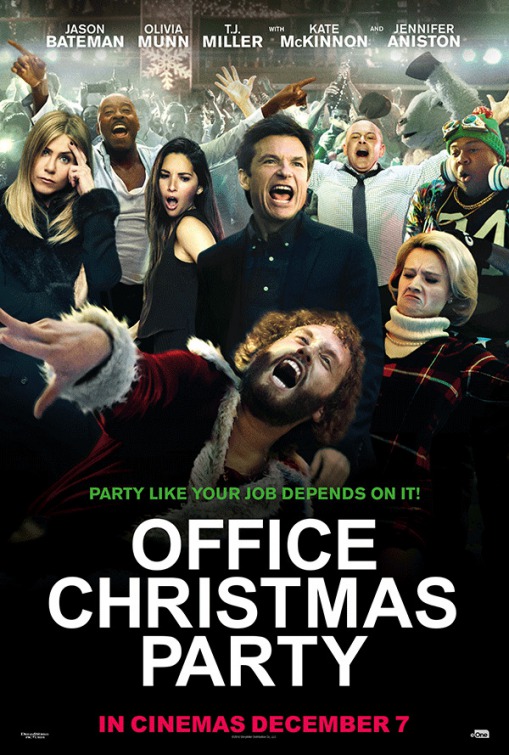 JASON BATEMAN OLIVIA MUNN T.J. MILLER WITH KATE McKINNON AND JENNIFER ANISTON
PARTY LIKE YOUR JOB DEPENDS ON IT!
OFFICE
CHRISTMAS
PARTY
IN CINEMAS DECEMBER 7
eOne